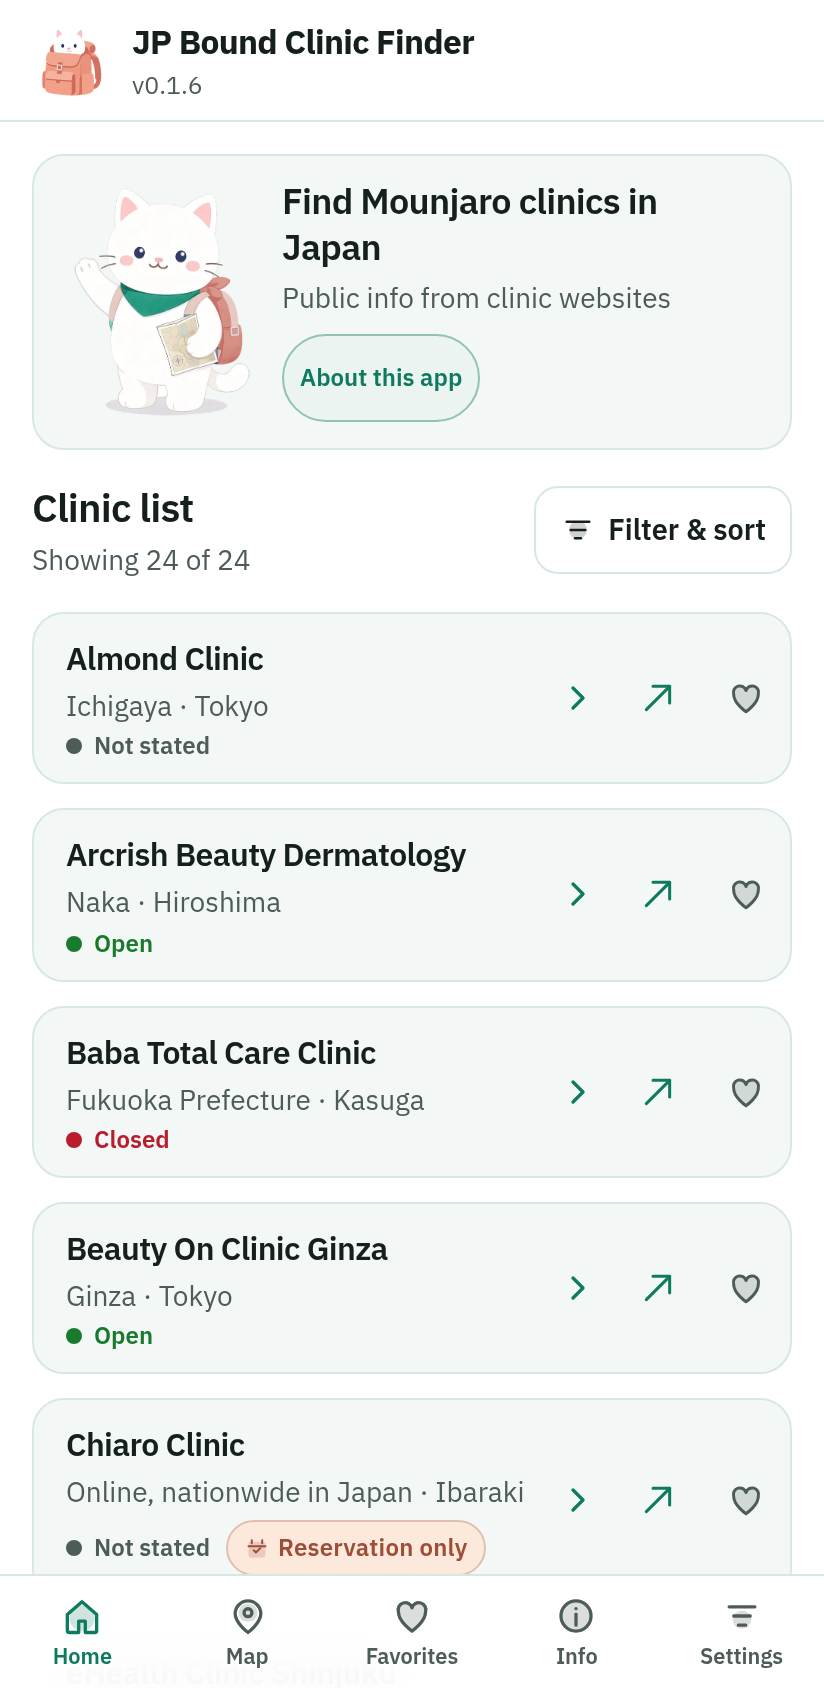 JP Bound Clinic Finder
v0.1.6
Find Mounjaro clinics in
Japan
Public info from clinic websites
About this app
Clinic list
Showing 24 of 24
Filter & sort
Almond Clinic
Ichigaya · Tokyo
Not stated
Arcrish Beauty Dermatology
Naka · Hiroshima
Open
Baba Total Care Clinic
Fukuoka Prefecture · Kasuga
Closed
Beauty On Clinic Ginza
Ginza · Tokyo
Open
Chiaro Clinic
Online, nationwide in Japan · Ibaraki
Not stated
Reservation only
Home
Map
Favorites
Info
Settings
eHealth Clinic Shinjuku